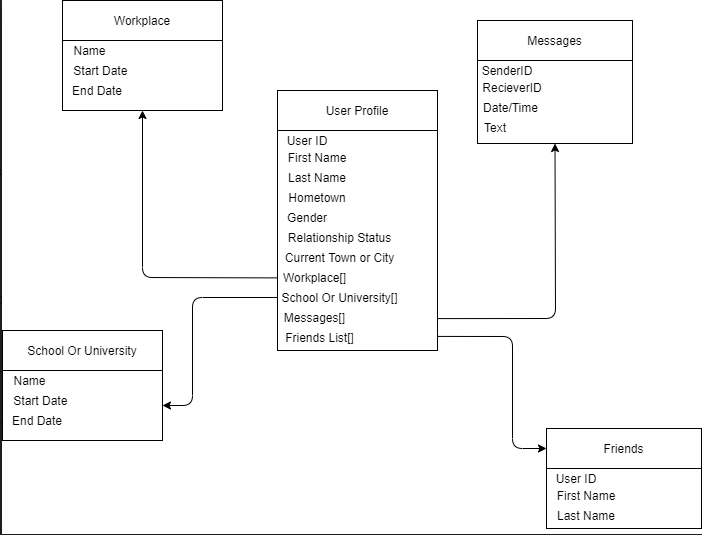 Workplace
Name
Start Date
End Date
Messages
SenderID
RecieverID
Date/Time
Text
User Profile
User ID
First Name
Last Name
Hometown
Gender
Relationship Status
Current Town or City
Workplace[]
School Or University[]
Messages[]
Friends List[]
School Or University
Name
Start Date
End Date
Friends
User ID
First Name
Last Name